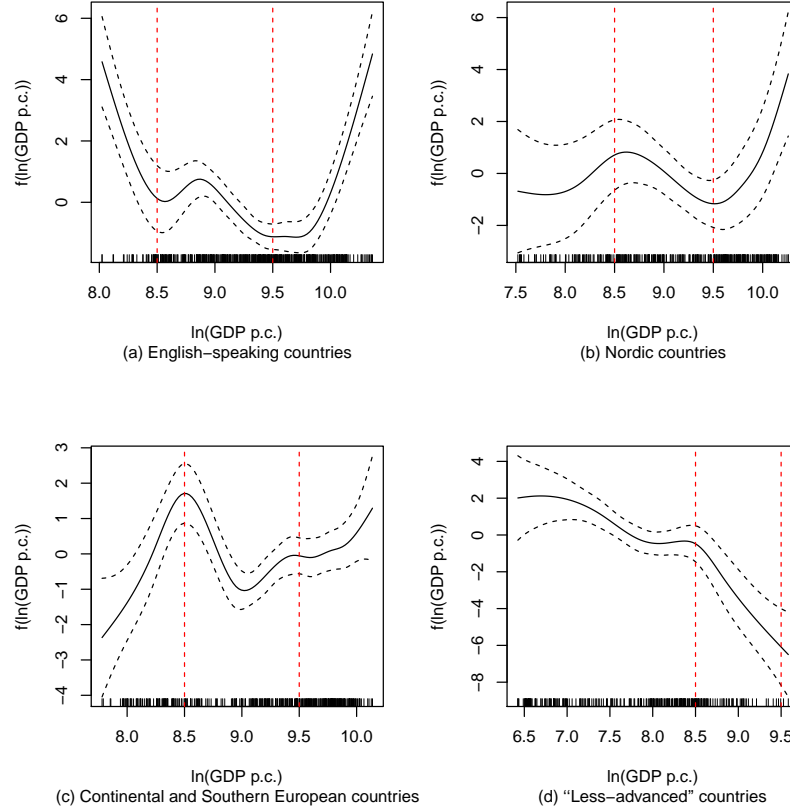 6
4
2
0
f(ln(GDP p.c.))
8.0 8.5 9.0 9.5 10.0
ln(GDP p.c.)
(a) English−speaking countries
6
4
2
0
−2
f(ln(GDP p.c.))
7.5 8.0 8.5 9.0 9.5 10.0
ln(GDP p.c.)
(b) Nordic countries
3
2
1
0
−1
−2
−3
−4
f(ln(GDP p.c.))
8.0 8.5 9.0 9.5 10.0
ln(GDP p.c.)
(c) Continental and Southern European countries
4
2
0
−2
−4
−6
−8
f(ln(GDP p.c.))
6.5 7.0 7.5 8.0 8.5 9.0 9.5
ln(GDP p.c.)
(d) “Less−advanced” countries